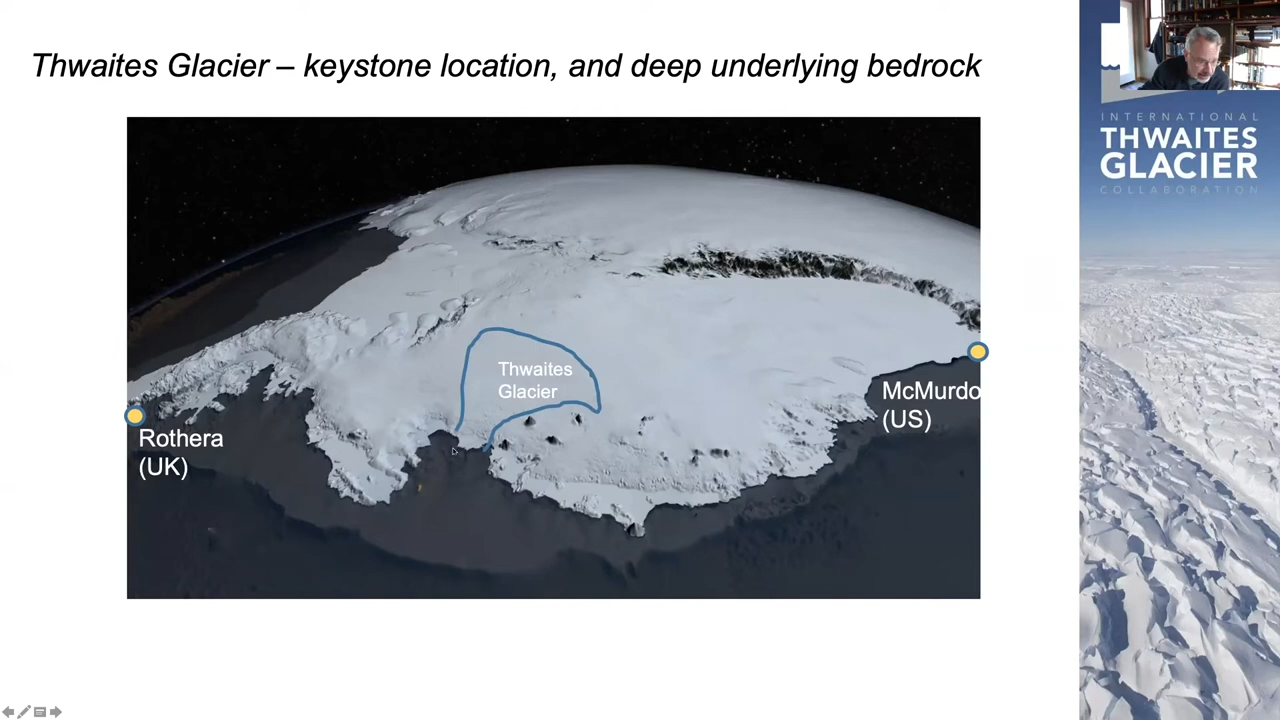 Thwaites Glacier – keystone location, and deep underlying bedrock
Thwaites
Glacier
Rothera
(UK)
McMurdo
(US)
INTERNATIONAL
THWAITES
GLACIER
COLLABORATION